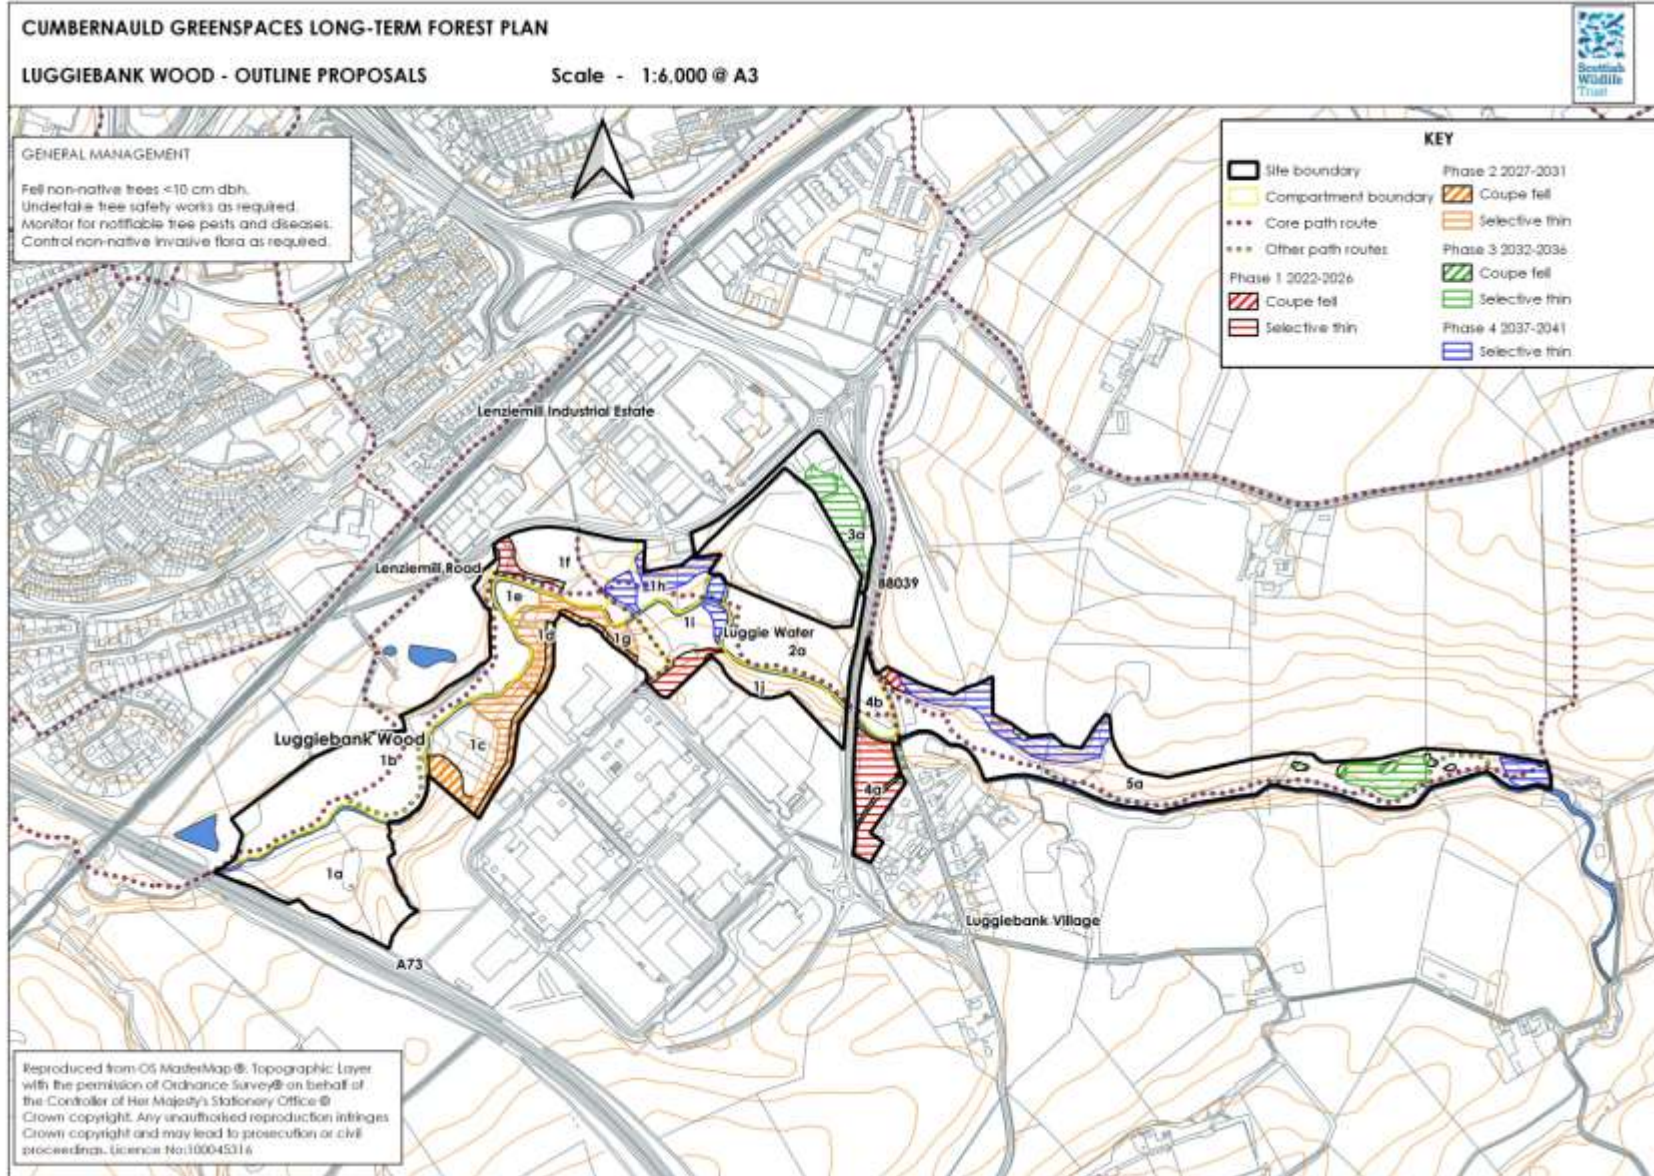 CUMBERNAULD GREENSPACES LONG-TERM FOREST PLAN
LUGGIEBANK WOOD - OUTLINE PROPOSALS Scale - 1:6,000 @ A3
Scottish
Wildlife
Trust
GENERAL MANAGEMENT
Fell non-native trees <10 cm dbh.
Undertake tree safety works as required.
Monitor for notifiable tree pests and diseases.
Control non-native invasive flora as required.
KEY
Site boundary
Compartment boundary
Core path route
Other path routes
Phase 1 2022-2026
Coupe fell
Selective thin
Phase 2 2027-2031
Coupe fell
Selective thin
Phase 3 2032-2036
Coupe fell
Selective thin
Phase 4 2037-2041
Selective thin
Lenziemill Industrial Estate
3a
1f
Lenziemill Road
B8039
1h
1e
1i
1d
1g
Luggie Water
2a
1j
4b
Luggiebank Wood
1c
1b
5a
4a
1a
Luggiebank Village
A73
Reproduced from OS MasterMap ®. Topographic Layer
with the permission of Ordnance Survey® on behalf of
the Controller of Her Majesty's Stationery Office ©
Crown copyright. Any unauthorised reproduction infringes
Crown copyright and may lead to prosecution or civil
proceedings. Licence No:100045316